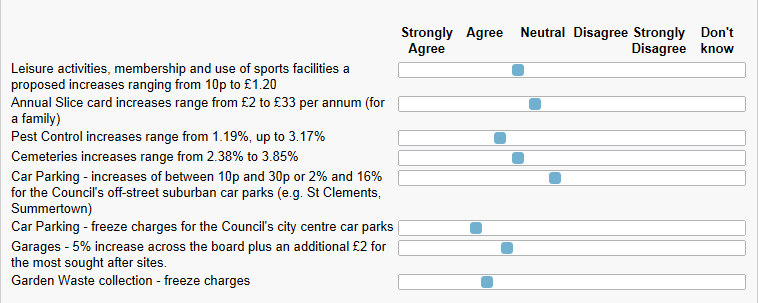 Strongly Agree Neutral Disagree Strongly Don't
Agree Disagree know
Leisure activities, membership and use of sports facilities a
proposed increases ranging from 10p to £1.20
Annual Slice card increases range from £2 to £33 per annum (for
a family)
Pest Control increases range from 1.19%, up to 3.17%
Cemeteries increases range from 2.38% to 3.85%
Car Parking - increases of between 10p and 30p or 2% and 16%
for the Council's off-street suburban car parks (e.g. St Clements,
Summertown)
Car Parking - freeze charges for the Council's city centre car parks
Garages - 5% increase across the board plus an additional £2 for
the most sought after sites.
Garden Waste collection - freeze charges